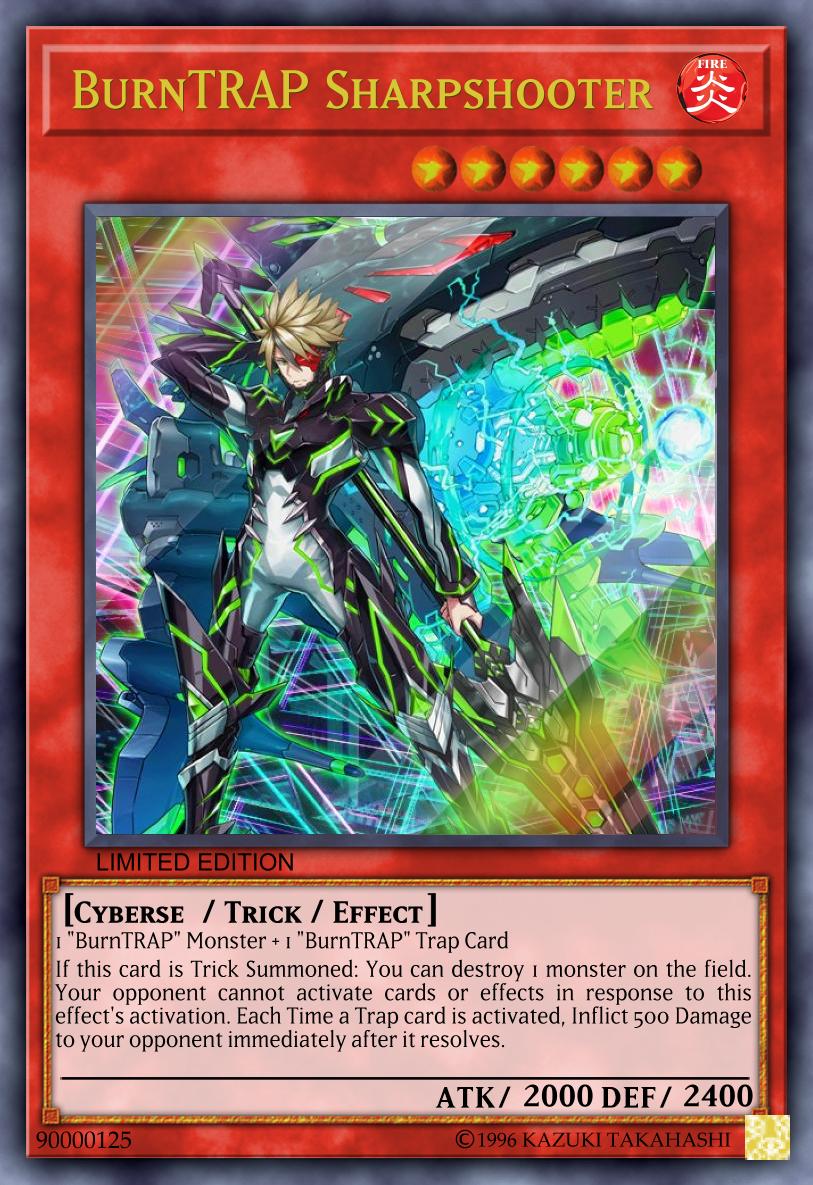 BurnTRAP Sharpshooter
FIRE
炎
LIMITED EDITION
[Cyberse / Trick / Effect]
1 "BurnTRAP" Monster + 1 "BurnTRAP" Trap Card
If this card is Trick Summoned: You can destroy 1 monster on the field.
Your opponent cannot activate cards or effects in response to this
effect's activation. Each Time a Trap card is activated, Inflict 500 Damage
to your opponent immediately after it resolves.
ATK/ 2000 DEF/ 2400
90000125
©1996 KAZUKI TAKAHASHI